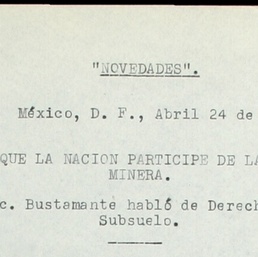 "NOVEDADES".
México, D. F., Abril 24 de
QUE LA NACION PARTICIPE DE LA
MINERA.
c. Bustamante habló de Derech
Subsuelo.